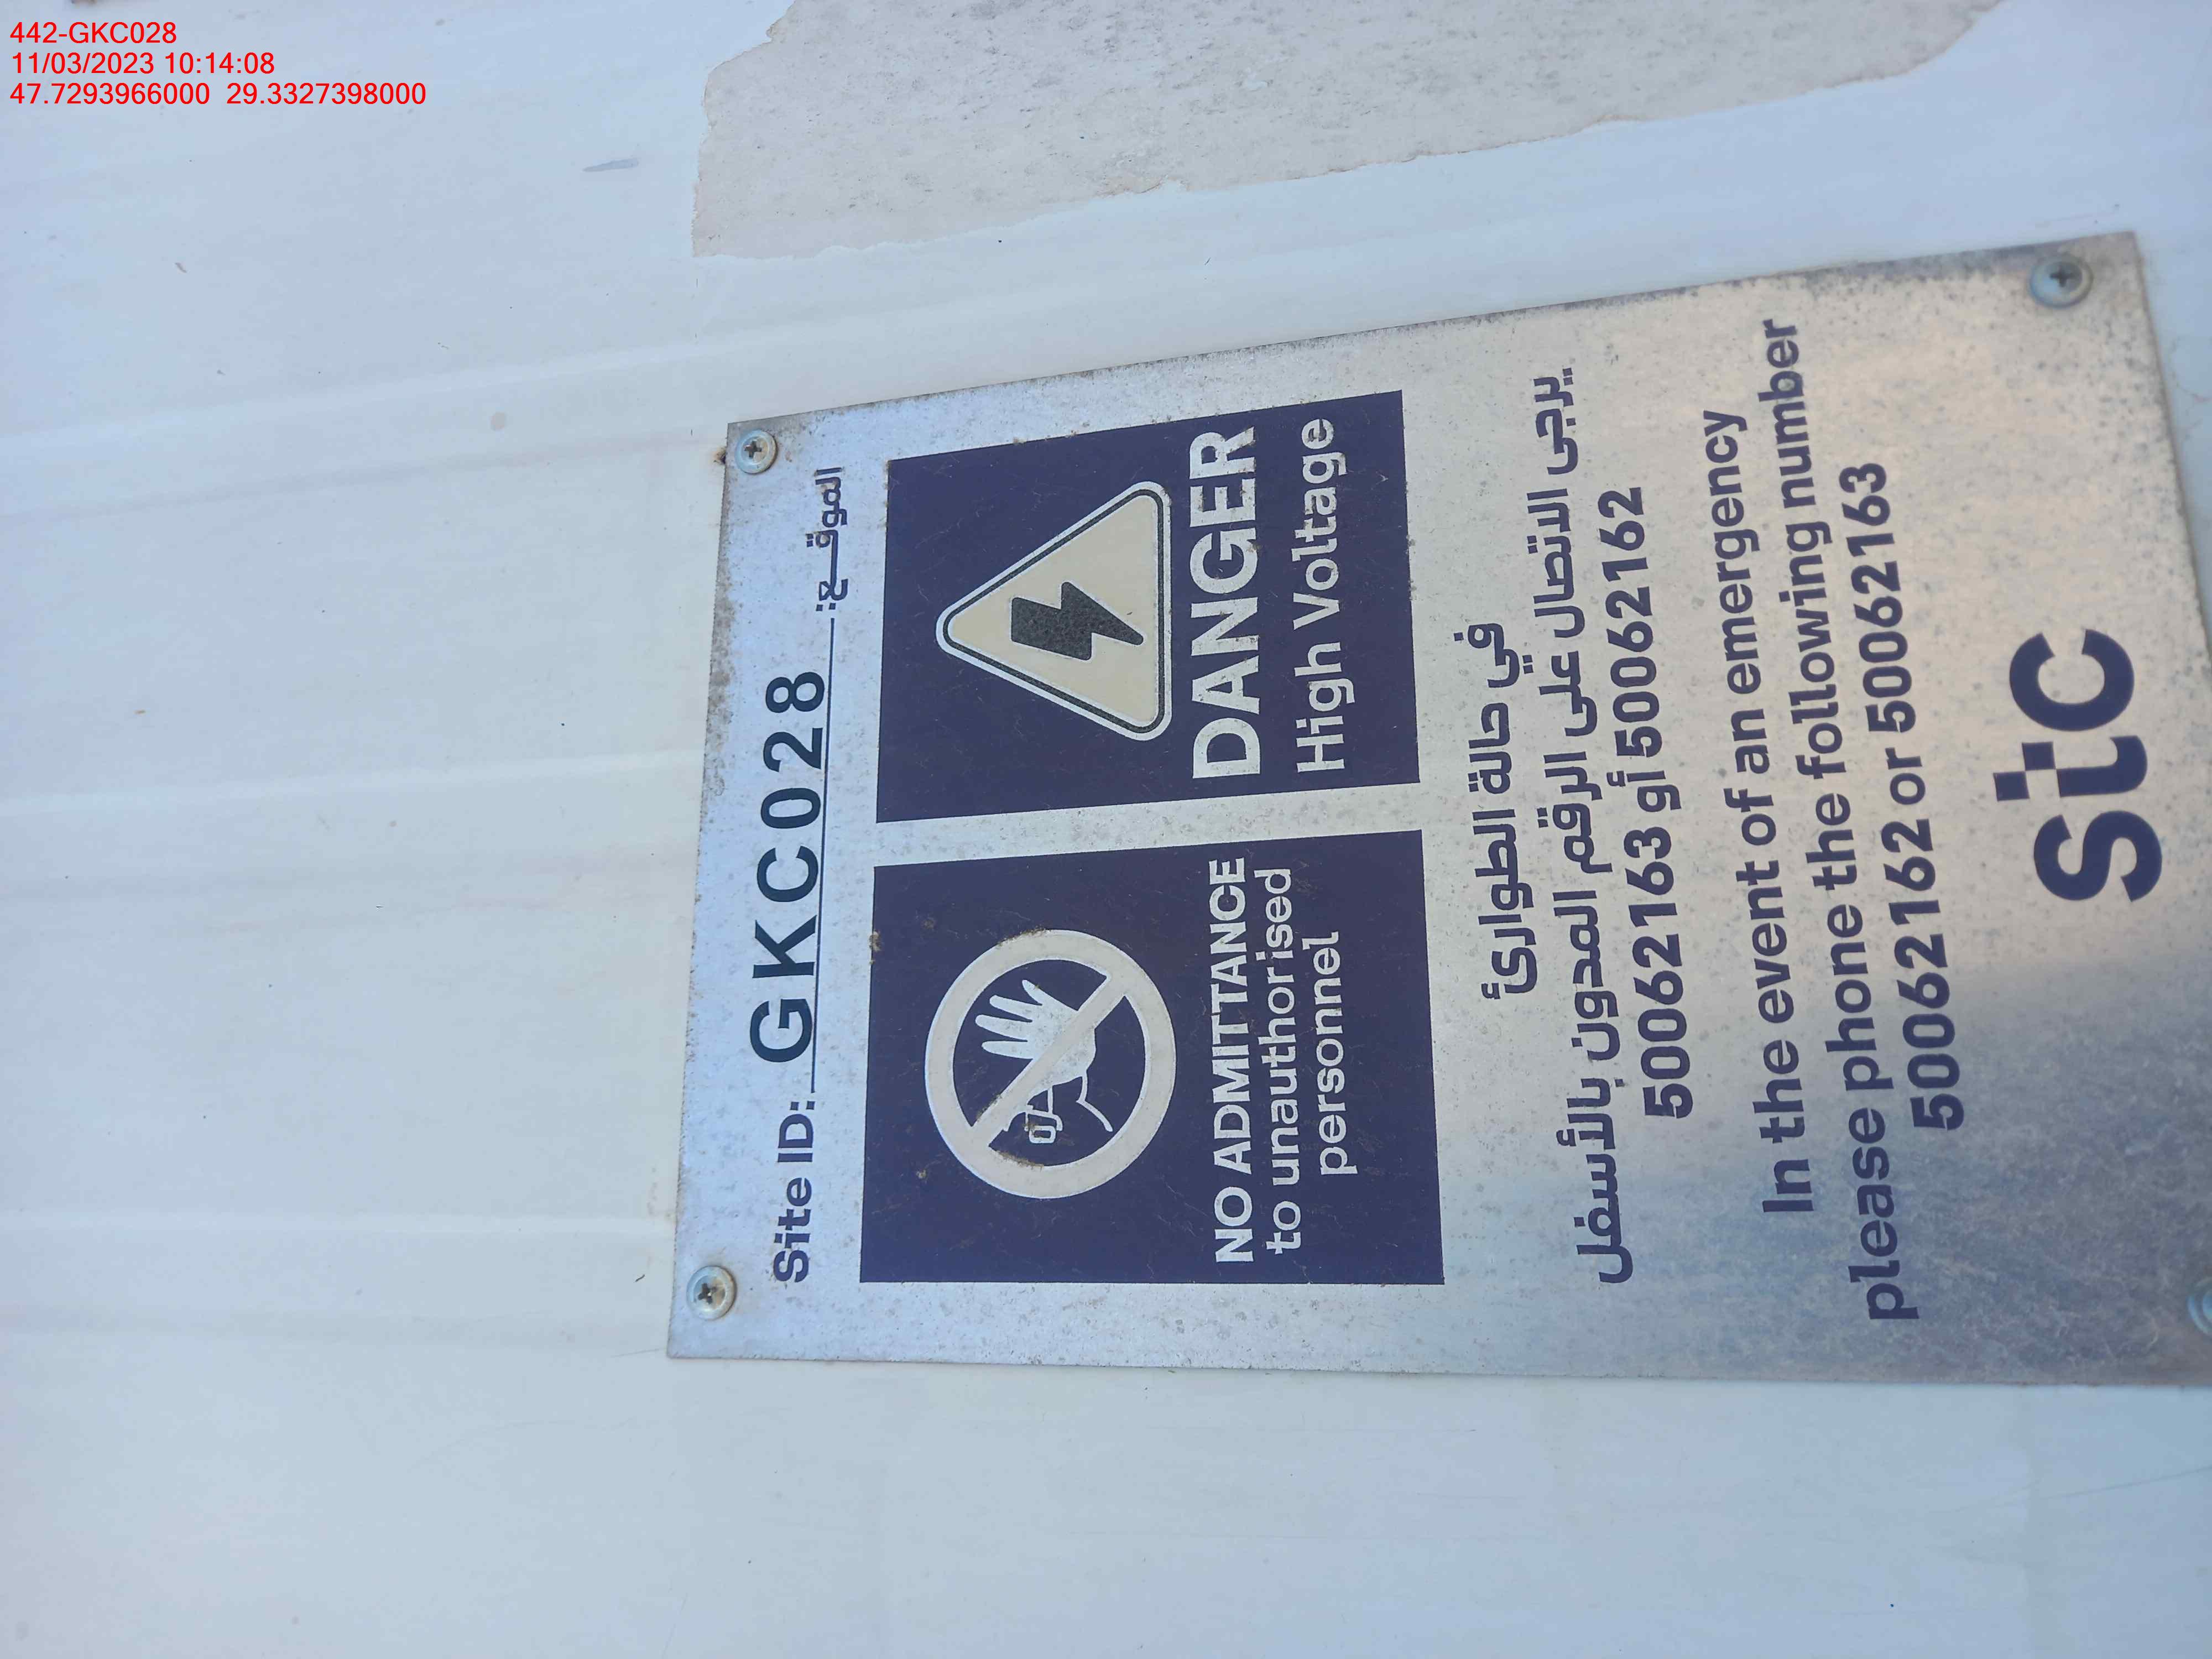 442-GKC028
11/03/2023 10:14:08
47.7293966000 29.3327398000
Site ID: GKC028 الموقـــع:
NO ADMITTANCE
to unauthorised
personnel
DANGER
High Voltage
في حالة الطوارئ
يرجى الاتصال على الرقم المدون بالأسفل
50062163 أو 50062162
In the event of an emergency
please phone the following number
50062162 or 50062163
stc